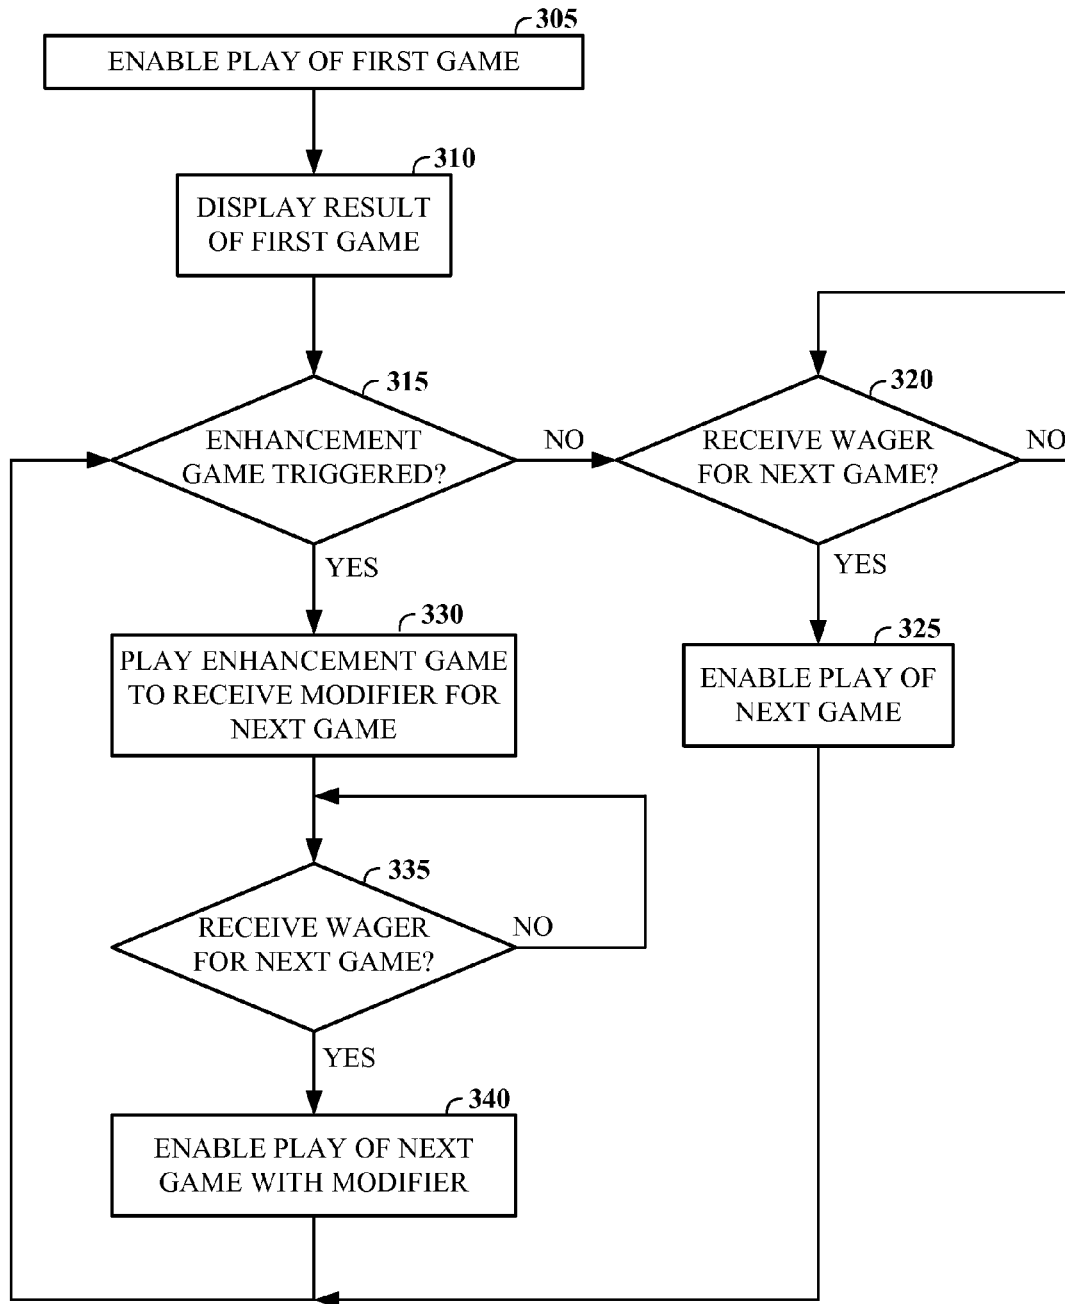 305
ENABLE PLAY OF FIRST GAME
310
DISPLAY RESULT
OF FIRST GAME
315
ENHANCEMENT
GAME TRIGGERED?
NO
320
RECEIVE WAGER
FOR NEXT GAME?
NO
YES
YES
330
PLAY ENHANCEMENT GAME
TO RECEIVE MODIFIER FOR
NEXT GAME
325
ENABLE PLAY OF
NEXT GAME
335
RECEIVE WAGER
FOR NEXT GAME?
NO
YES
340
ENABLE PLAY OF NEXT
GAME WITH MODIFIER